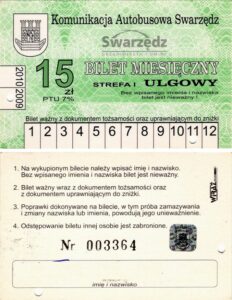 Komunikacja Autobusowa Swarzędz
Swarzędz
2010/2009
15 zł
PTU 7%
BILET MIESIĘCZNY
STREFA I ULGOWY
Bez wpisanego imienia i nazwiska
bilet jest nieważny !
Bilet ważny z dokumentem tożsamości oraz uprawniającym do zniżki
1 2 3 4 5 6 7 8 9 10 11 12
1. Na wykupionym bilecie należy wpisać imię i nazwisko.
Bez wpisanego imienia i nazwiska bilet jest nieważny.
2. Bilet ważny wraz z dokumentem tożsamości oraz
z dokumentem uprawniającym do zniżki.
3. Poprawki dokonywane na bilecie, w tym próba zamazywania
i zmiany nazwiska lub imienia, powodują jego unieważnienie.
4. Odstępowanie biletu innej osobie jest zabronione.
Nr 003364
imię i nazwisko